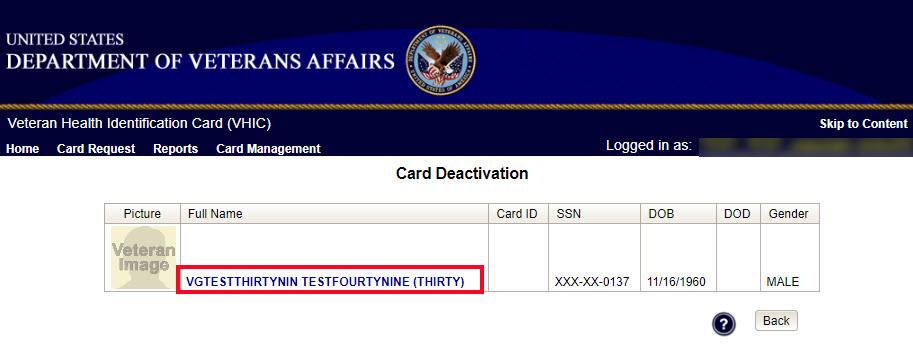 UNITED STATES
DEPARTMENT OF VETERANS AFFAIRS
Veteran Health Identification Card (VHIC)
Skip to Content
Home Card Request Reports Card Management
Logged in as:
Card Deactivation
Picture Full Name Card ID SSN DOB DOD Gender
Veteran
Image
VGTESTTHIRTYNIN TESTFOURTYNINE (THIRTY) XXX-XX-0137 11/16/1960 MALE
? Back